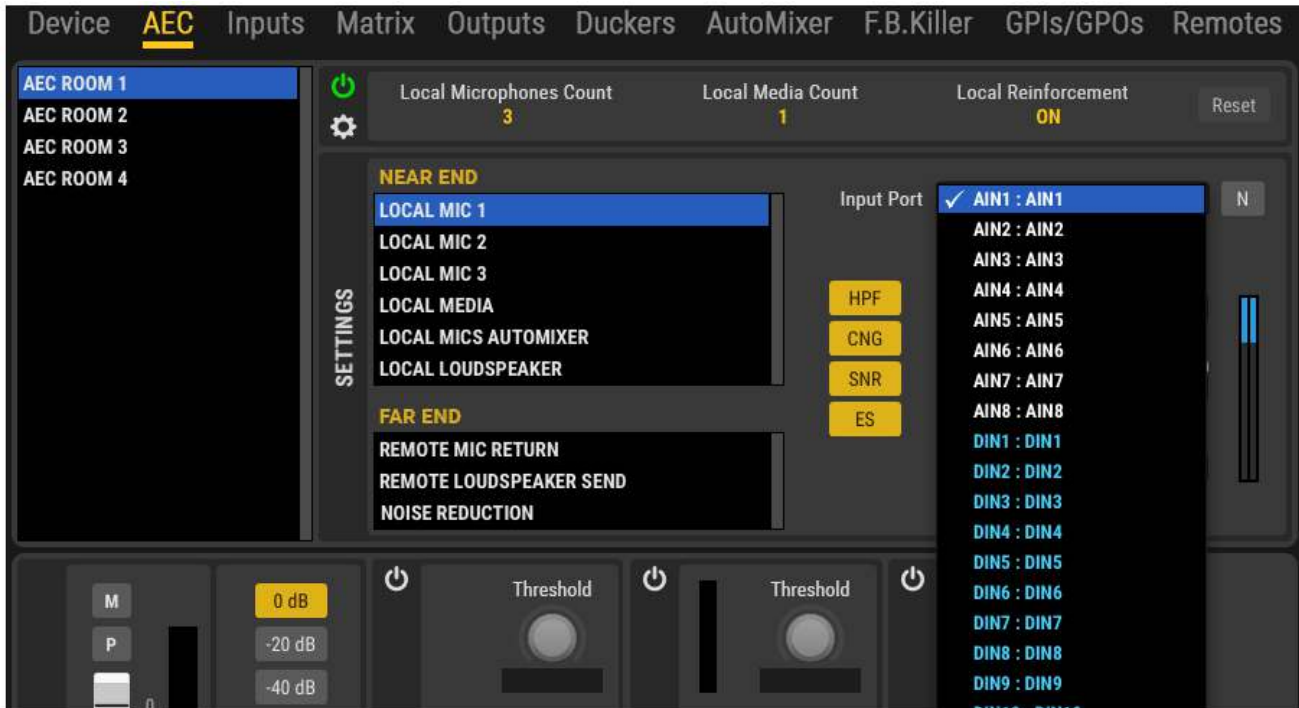 Device AEC Inputs Matrix Outputs Duckers AutoMixer F.B.Killer GPIs/GPOs Remotes
AEC ROOM 1
AEC ROOM 2
AEC ROOM 3
AEC ROOM 4
Local Microphones Count
3
Local Media Count
1
Local Reinforcement
ON
Reset
SETTINGS
NEAR END
LOCAL MIC 1
LOCAL MIC 2
LOCAL MIC 3
LOCAL MEDIA
LOCAL MICS AUTOMIXER
LOCAL LOUDSPEAKER
FAR END
REMOTE MIC RETURN
REMOTE LOUDSPEAKER SEND
NOISE REDUCTION
HPF
CNG
SNR
ES
Input Port
✓ AIN1 : AIN1
AIN2 : AIN2
AIN3 : AIN3
AIN4 : AIN4
AIN5 : AIN5
AIN6 : AIN6
AIN7 : AIN7
AIN8 : AIN8
DIN1 : DIN1
DIN2 : DIN2
DIN3 : DIN3
DIN4 : DIN4
DIN5 : DIN5
DIN6 : DIN6
DIN7 : DIN7
DIN8 : DIN8
DIN9 : DIN9
N
M
P
0
0 dB
-20 dB
-40 dB
Threshold
Threshold